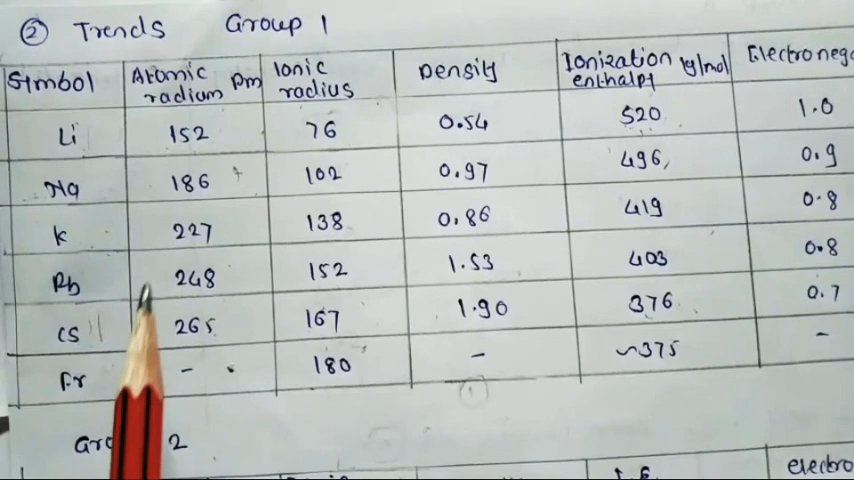 ② Trends Group 1
Symbol Atomic radium pm Ionic radius Density Ionization enthalpy kj/mol Electronega
Li 152 76 0.54 520 1.0
Na 186 102 0.97 496 0.9
K 227 138 0.86 419 0.8
Rb 248 152 1.53 403 0.8
CS 265 167 1.90 376 0.7
Fr - 180 - ~375 -
2
I.E. electro